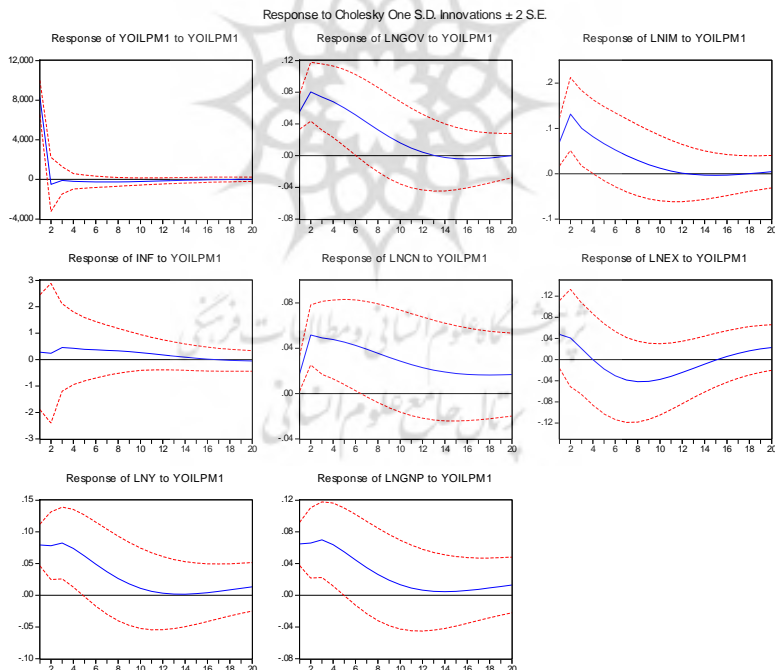 Response to Cholesky One S.D. Innovations ± 2 S.E.
Response of YOILPM1 to YOILPM1
12,000
8,000
4,000
0
-4,000
2 4 6 8 10 12 14 16 18 20
Response of LNGOV to YOILPM1
.12
.08
.04
.00
-.04
-.08
2 4 6 8 10 12 14 16 18 20
Response of LNIM to YOILPM1
.2
.1
.0
-.1
2 4 6 8 10 12 14 16 18 20
Response of INF to YOILPM1
3
2
1
0
-1
-2
-3
2 4 6 8 10 12 14 16 18 20
Response of LNCN to YOILPM1
.08
.04
.00
-.04
2 4 6 8 10 12 14 16 18 20
Response of LNEX to YOILPM1
.12
.08
.04
.00
-.04
-.08
-.12
2 4 6 8 10 12 14 16 18 20
پژوهشگاه علوم انسانی و مطالعات فرهنگی
پرتال جامع علوم انسانی
Response of LNY to YOILPM1
.15
.10
.05
.00
-.05
-.10
2 4 6 8 10 12 14 16 18 20
Response of LNGNP to YOILPM1
.12
.08
.04
.00
-.04
-.08
2 4 6 8 10 12 14 16 18 20